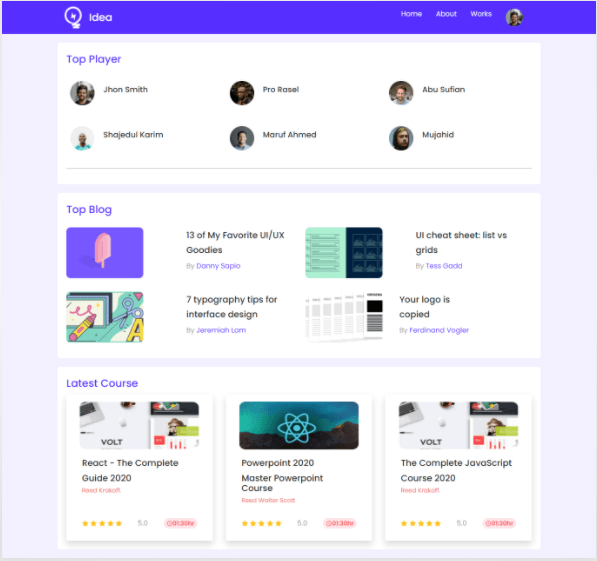 Idea
Home About Works
Top Player
Jhon Smith
Pro Rasel
Abu Sufian
Shajedul Karim
Maruf Ahmed
Mujahid
Top Blog
13 of My Favorite UI/UX
Goodies
By Danny Sapio
UI cheat sheet: list vs
grids
By Tess Gadd
7 typography tips for
interface design
By Jeremiah Lam
Your logo is
copied
By Ferdinand Vogler
Latest Course
VOLT
React - The Complete
Guide 2020
Reed Krakoff.
5.0
01:30hr
Powerpoint 2020
Master Powerpoint
Course
Reed Walter Scott
5.0
01:30hr
VOLT
The Complete JavaScript
Course 2020
Reed Krakoff.
5.0
01:30hr